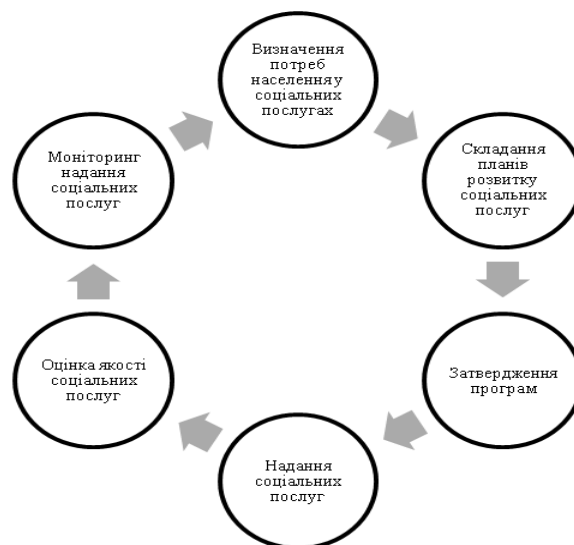 Визначення
потреб
населення у
соціальних
послугах
Складання
планів
розвитку
соціальних
послуг
Затвердження
програм
Надання
соціальних
послуг
Оцінка якості
соціальних
послуг
Моніторинг
надання
соціальних
послуг